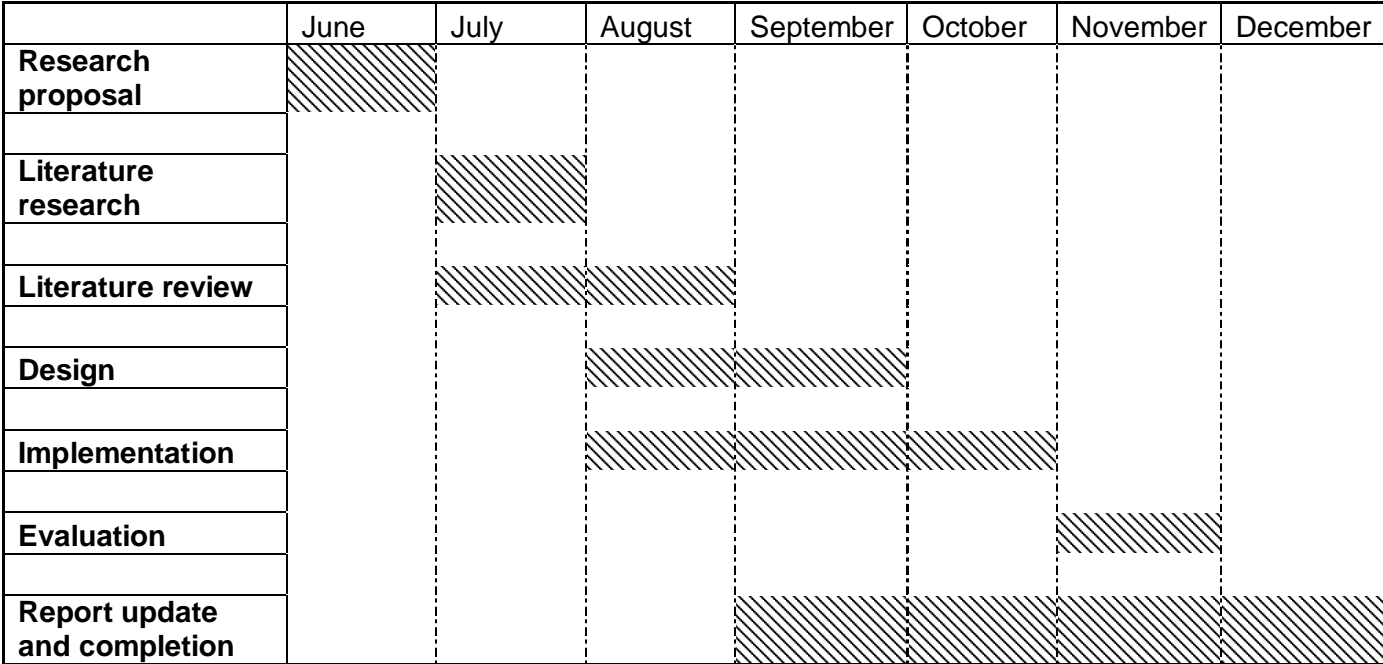 June July August September October November December
Research
proposal
Literature
research
Literature review
Design
Implementation
Evaluation
Report update
and completion